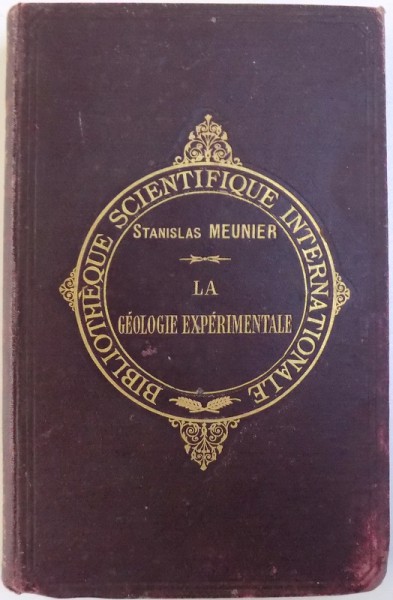 BIBLIOTHÈQUE SCIENTIFIQUE INTERNATIONALE
STANISLAS MEUNIER
LA
GÉOLOGIE EXPÉRIMENTALE